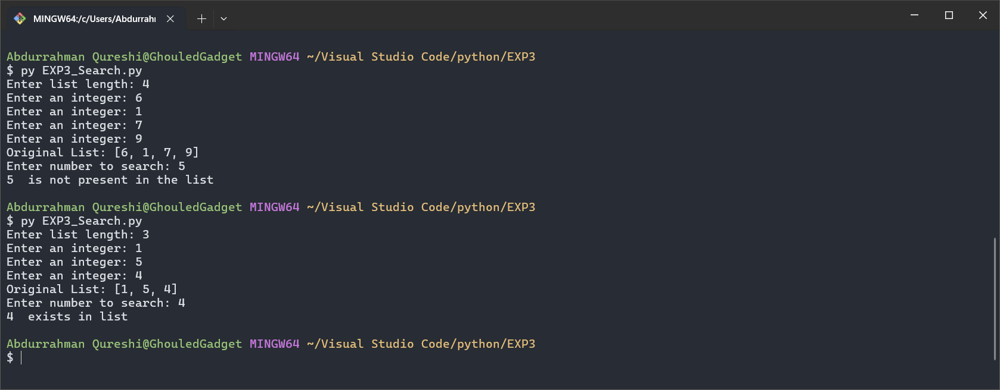 MINGW64:/c/Users/Abdurrahı
Abdurrahman Qureshi@GhouledGadget MINGW64 ~/Visual Studio Code/python/EXP3
$ py EXP3_Search.py
Enter list length: 4
Enter an integer: 6
Enter an integer: 1
Enter an integer: 7
Enter an integer: 9
Original List: [6, 1, 7, 9]
Enter number to search: 5
5  is not present in the list
Abdurrahman Qureshi@GhouledGadget MINGW64 ~/Visual Studio Code/python/EXP3
$ py EXP3_Search.py
Enter list length: 3
Enter an integer: 1
Enter an integer: 5
Enter an integer: 4
Original List: [1, 5, 4]
Enter number to search: 4
4  exists in list
Abdurrahman Qureshi@GhouledGadget MINGW64 ~/Visual Studio Code/python/EXP3
$